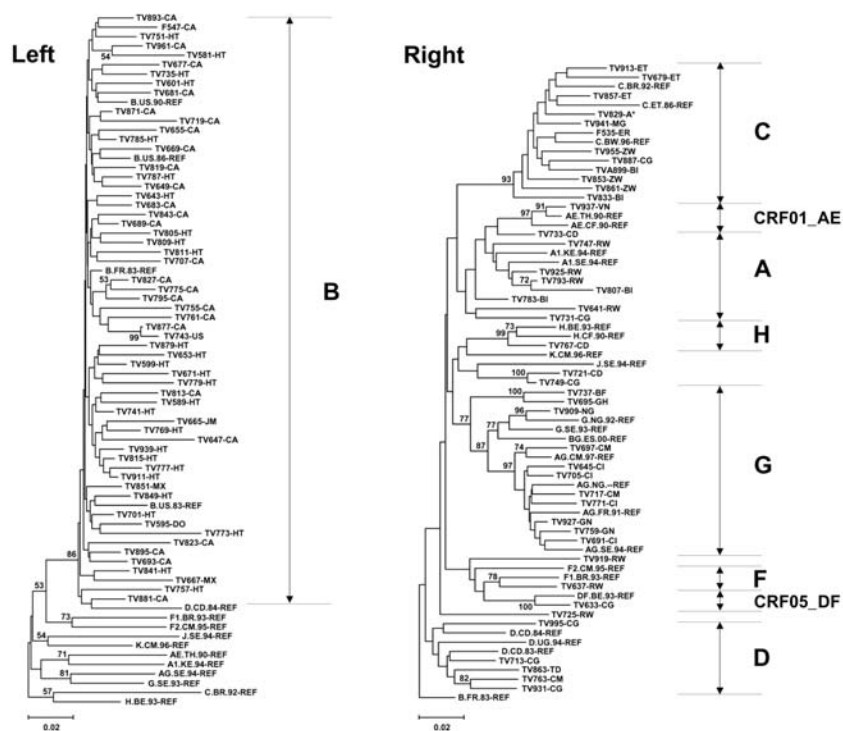 Left
TV893-CA
F547-CA
TV751-HT
TV961-CA
54
TV581-HT
TV677-CA
TV735-HT
TV601-HT
TV681-CA
B.US.90-REF
TV871-CA
TV719-CA
TV655-CA
TV785-HT
TV669-CA
B.US.86-REF
TV819-CA
TV787-HT
TV649-CA
TV643-HT
TV683-CA
TV843-CA
TV689-CA
TV805-HT
TV809-HT
TV811-HT
TV707-CA
B.FR.83-REF
53
TV827-CA
TV775-CA
TV795-CA
TV755-CA
TV761-CA
TV877-CA
99
TV743-US
TV879-HT
TV653-HT
TV599-HT
TV671-HT
TV779-HT
TV813-CA
TV589-HT
TV741-HT
TV665-JM
TV769-HT
TV647-CA
TV939-HT
TV815-HT
TV777-HT
TV911-HT
TV851-MX
TV849-HT
B.US.83-REF
TV701-HT
TV595-DO
TV773-HT
TV823-CA
86
TV895-CA
TV693-CA
TV841-HT
TV667-MX
53
TV757-HT
TV881-CA
D.CD.84-REF
73
F1.BR.93-REF
F2.CM.95-REF
54
J.SE.94-REF
K.CM.96-REF
71
AE.TH.90-REF
A1.KE.94-REF
81
AG.SE.94-REF
G.SE.93-REF
57
C.BR.92-REF
H.BE.93-REF
0.02
B
Right
TV913-ET
TV679-ET
C.BR.92-REF
TV857-ET
C.ET.86-REF
TV829-A*
TV941-MG
F535-ER
C.BW.96-REF
TV955-ZW
TV887-CG
TVA899-BI
93
TV853-ZW
TV861-ZW
TV833-BI
91
TV937-VN
97
AE.TH.90-REF
AE.CF.90-REF
TV733-CD
TV747-RW
A1.KE.94-REF
A1.SE.94-REF
TV925-RW
72
TV793-RW
TV807-BI
TV783-BI
TV641-RW
TV731-CG
73
H.BE.93-REF
99
H.CF.90-REF
TV767-CD
K.CM.96-REF
J.SE.94-REF
100
TV721-CD
TV749-CG
100
TV737-BF
TV695-GH
96
TV909-NG
77
G.NG.92-REF
77
G.SE.93-REF
BG.ES.00-REF
87
74
TV697-CM
AG.CM.97-REF
97
TV645-CI
TV705-CI
AG.NG.--REF
TV717-CM
TV771-CI
AG.FR.91-REF
TV927-GN
TV759-GN
TV691-CI
AG.SE.94-REF
TV919-RW
F2.CM.95-REF
78
F1.BR.93-REF
TV637-RW
DF.BE.93-REF
100
TV633-CG
TV725-RW
TV995-CG
D.CD.84-REF
D.UG.94-REF
D.CD.83-REF
TV713-CG
TV863-TD
82
TV763-CM
TV931-CG
B.FR.83-REF
0.02
C
CRF01_AE
A
H
G
F
CRF05_DF
D